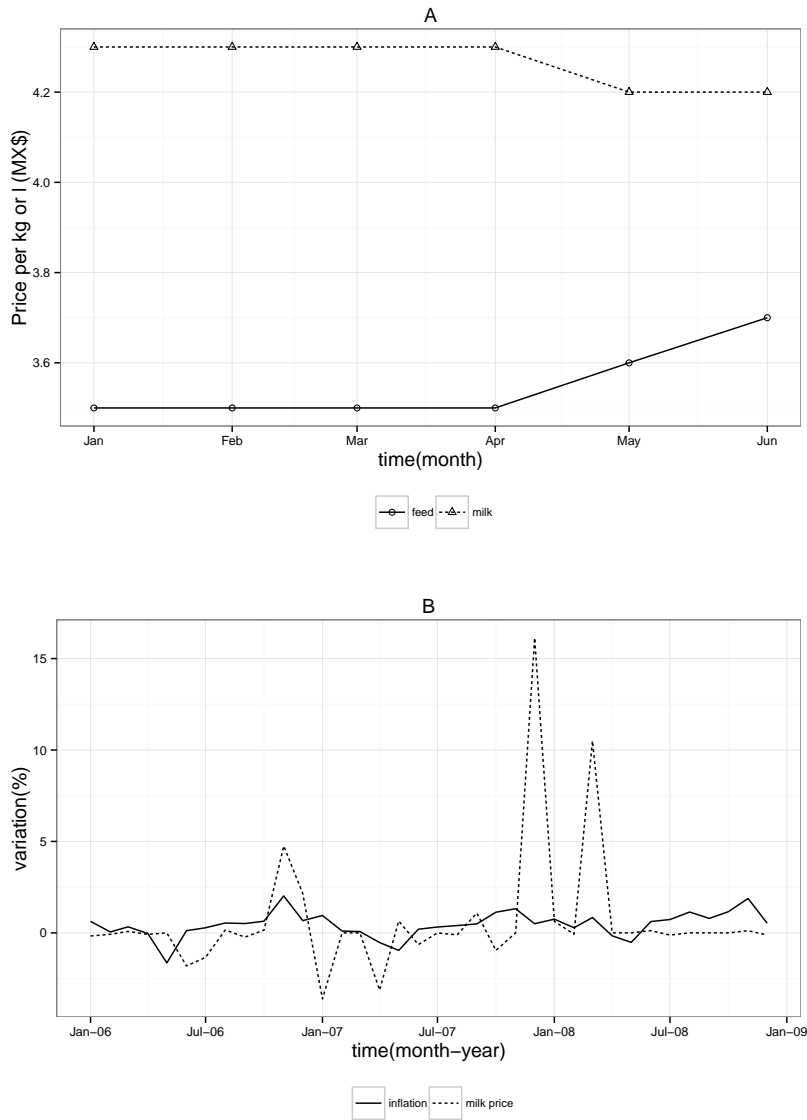 A
4.2
4.0
3.8
3.6
Price per kg or l (MX$)
Jan Feb Mar Apr May Jun
time(month)
feed milk
B
15
10
5
0
variation(%)
Jan−06 Jul−06 Jan−07 Jul−07 Jan−08 Jul−08 Jan−09
time(month−year)
inflation milk price